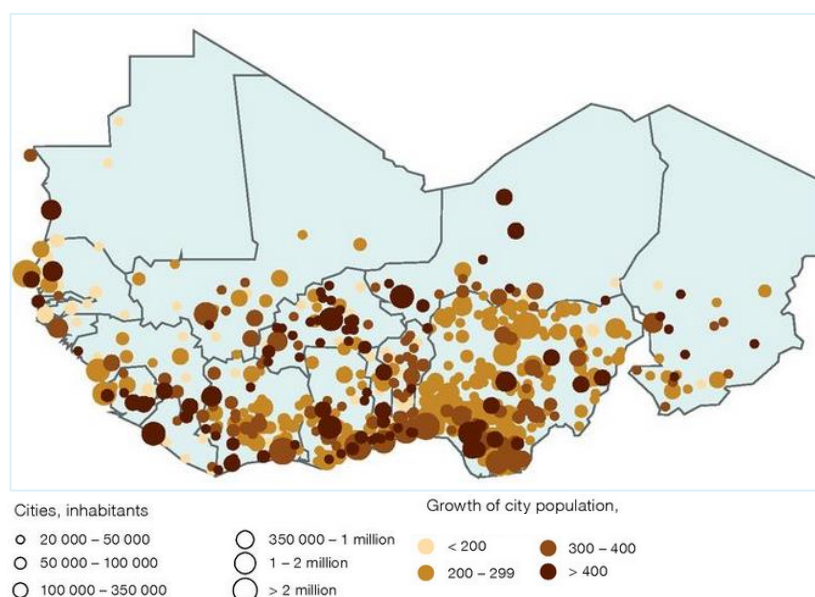 Cities, inhabitants
20 000 – 50 000
50 000 – 100 000
100 000 – 350 000
350 000 – 1 million
1 – 2 million
> 2 million
Growth of city population,
< 200
200 – 299
300 – 400
> 400